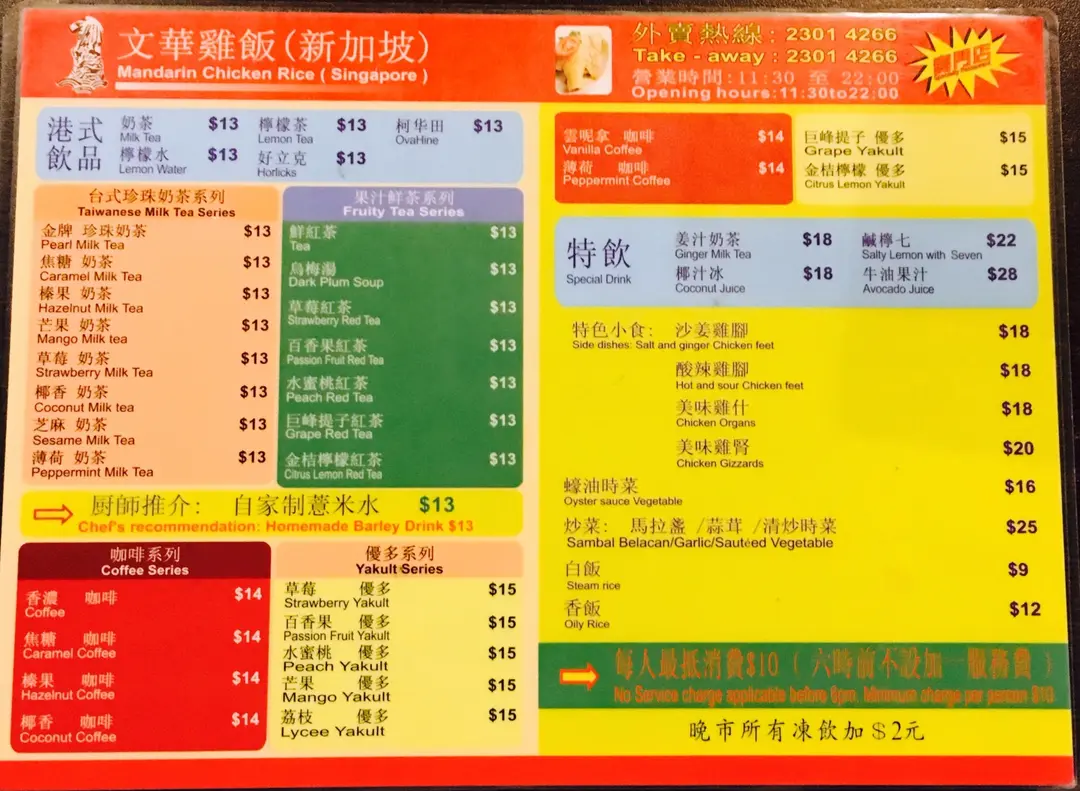 文華雞飯(新加坡)
Mandarin Chicken Rice ( Singapore )
外賣熱線: 2301 4266
Take - away : 2301 4266
營業時間:11:30 至 22:00
Opening hours:11:30to22:00
港式飲品
奶茶 $13
Milk Tea
檸檬茶 $13
Lemon Tea
柯华田 $13
OvaHine
檸檬水 $13
Lemon Water
好立克 $13
Horlicks
台式珍珠奶茶系列
Taiwanese Milk Tea Series
金牌 珍珠奶茶 $13
Pearl Milk Tea
焦糖 奶茶 $13
Caramel Milk Tea
榛果 奶茶 $13
Hazelnut Milk Tea
芒果 奶茶 $13
Mango Milk tea
草莓 奶茶 $13
Strawberry Milk Tea
椰香 奶茶 $13
Coconut Milk tea
芝麻 奶茶 $13
Sesame Milk Tea
薄荷 奶茶 $13
Peppermint Milk Tea
果汁鮮茶系列
Fruity Tea Series
鮮紅茶 $13
Tea
烏梅湯 $13
Dark Plum Soup
草莓紅茶 $13
Strawberry Red Tea
百香果紅茶 $13
Passion Fruit Red Tea
水蜜桃紅茶 $13
Peach Red Tea
巨峰提子紅茶 $13
Grape Red Tea
金桔檸檬紅茶 $13
Citrus Lemon Red Tea
厨師推介: 自家制薏米水 $13
Chef's recommendation: Homemade Barley Drink $13
咖啡系列
Coffee Series
香濃 咖啡 $14
Coffee
焦糖 咖啡 $14
Caramel Coffee
榛果 咖啡 $14
Hazelnut Coffee
椰香 咖啡 $14
Coconut Coffee
優多系列
Yakult Series
草莓 優多 $15
Strawberry Yakult
百香果 優多 $15
Passion Fruit Yakult
水蜜桃 優多 $15
Peach Yakult
芒果 優多 $15
Mango Yakult
荔枝 優多 $15
Lycee Yakult
雲呢拿 咖啡 $14
Vanilla Coffee
薄荷 咖啡 $14
Peppermint Coffee
巨峰提子 優多 $15
Grape Yakult
金桔檸檬 優多 $15
Citrus Lemon Yakult
特飲
Special Drink
姜汁奶茶 $18
Ginger Milk Tea
椰汁冰 $18
Coconut Juice
鹹檸七 $22
Salty Lemon with Seven
牛油果汁 $28
Avocado Juice
特色小食: 沙姜雞腳 $18
Side dishes: Salt and ginger Chicken feet
酸辣雞腳 $18
Hot and sour Chicken feet
美味雞什 $18
Chicken Organs
美味雞腎 $20
Chicken Gizzards
蠔油時菜 $16
Oyster sauce Vegetable
炒菜: 馬拉盞 /蒜茸 /清炒時菜 $25
Sambal Belacan/Garlic/Sautéed Vegetable
白飯 $9
Steam rice
香飯 $12
Oily Rice
每人最抵消費$10 ( 六時前不設加一服務費 )
No Service charge applicable before 6pm. Minimum charge per person $10
晚市所有凍飲加$2元